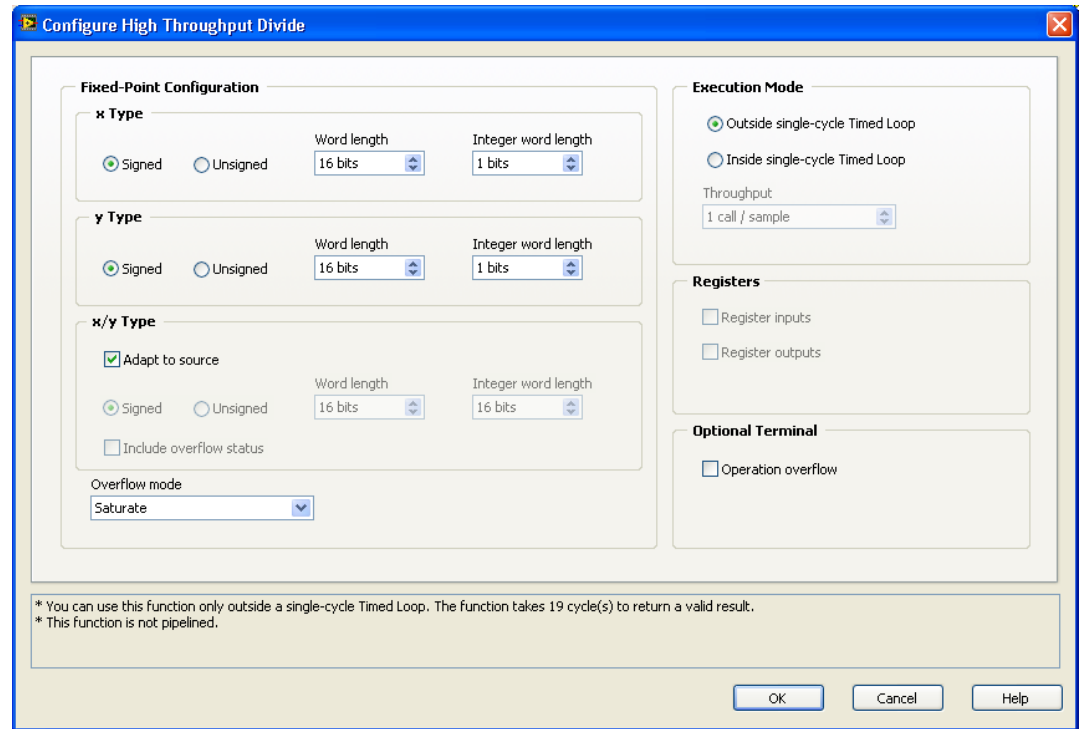 Configure High Throughput Divide
Fixed-Point Configuration
x Type
Word length Integer word length
Signed Unsigned 16 bits 1 bits
y Type
Word length Integer word length
Signed Unsigned 16 bits 1 bits
x/y Type
Adapt to source
Word length Integer word length
Signed Unsigned 16 bits 16 bits
Include overflow status
Overflow mode
Saturate
Execution Mode
Outside single-cycle Timed Loop
Inside single-cycle Timed Loop
Throughput
1 call / sample
Registers
Register inputs
Register outputs
Optional Terminal
Operation overflow
* You can use this function only outside a single-cycle Timed Loop. The function takes 19 cycle(s) to return a valid result.
* This function is not pipelined.
OK Cancel Help